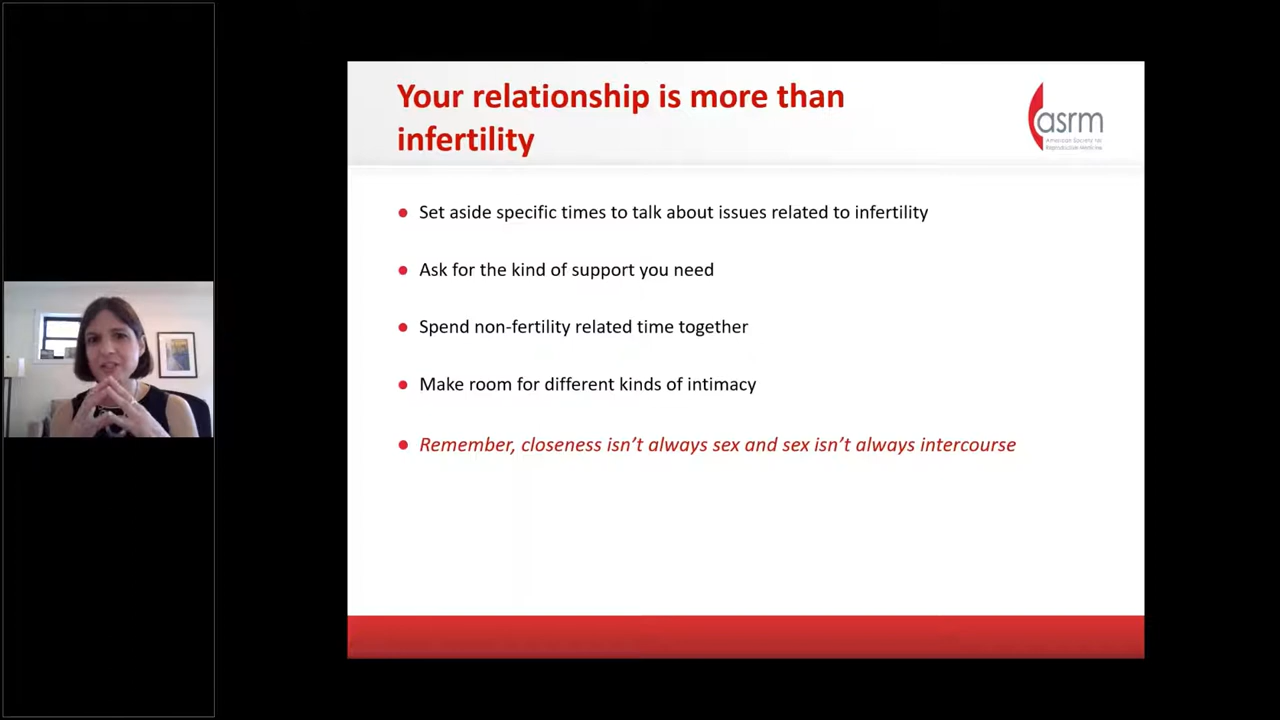 Your relationship is more than
infertility
asrm
American Society for
Reproductive Medicine
Set aside specific times to talk about issues related to infertility
Ask for the kind of support you need
Spend non-fertility related time together
Make room for different kinds of intimacy
Remember, closeness isn’t always sex and sex isn’t always intercourse